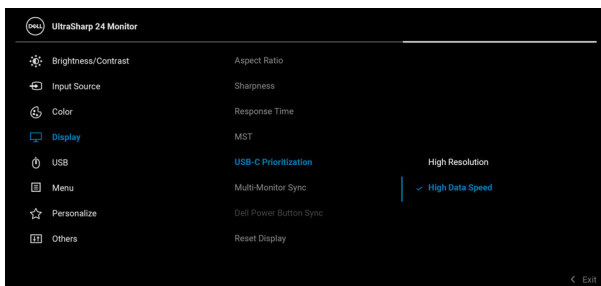 DELL UltraSharp 24 Monitor
Brightness/Contrast
Input Source
Color
Display
USB
Menu
Personalize
Others
Aspect Ratio
Sharpness
Response Time
MST
USB-C Prioritization
Multi-Monitor Sync
Dell Power Button Sync
Reset Display
High Resolution
High Data Speed
Exit